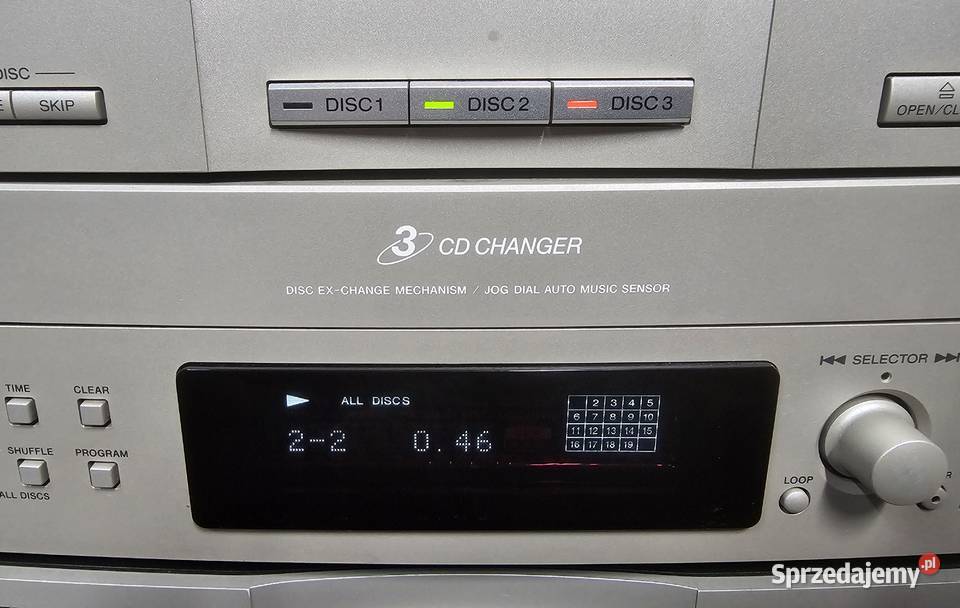 DISC
SKIP
DISC 1 DISC 2 DISC 3
OPEN/CL
3 CD CHANGER
DISC EX-CHANGE MECHANISM / JOG DIAL AUTO MUSIC SENSOR
TIME CLEAR
SELECTOR
ALL DISCS
2 3 4 5
6 7 8 9 10
11 12 13 14 15
16 17 18 19
2-2 0.46
SHUFFLE PROGRAM
ALL DISCS
LOOP
R
Sprzedajemy.pl